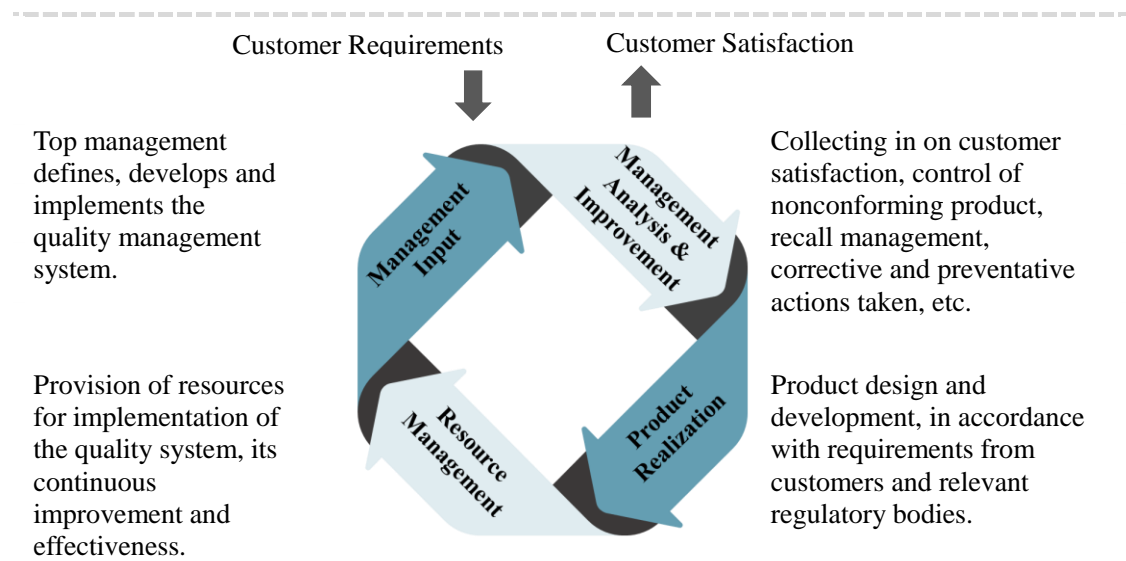 Customer Requirements
Customer Satisfaction
Top management
defines, develops and
implements the
quality management
system.
Management
Input
Management
Analysis &
Improvement
Collecting in on customer
satisfaction, control of
nonconforming product,
recall management,
corrective and preventative
actions taken, etc.
Provision of resources
for implementation of
the quality system, its
continuous
improvement and
effectiveness.
Resource
Management
Product
Realization
Product design and
development, in accordance
with requirements from
customers and relevant
regulatory bodies.